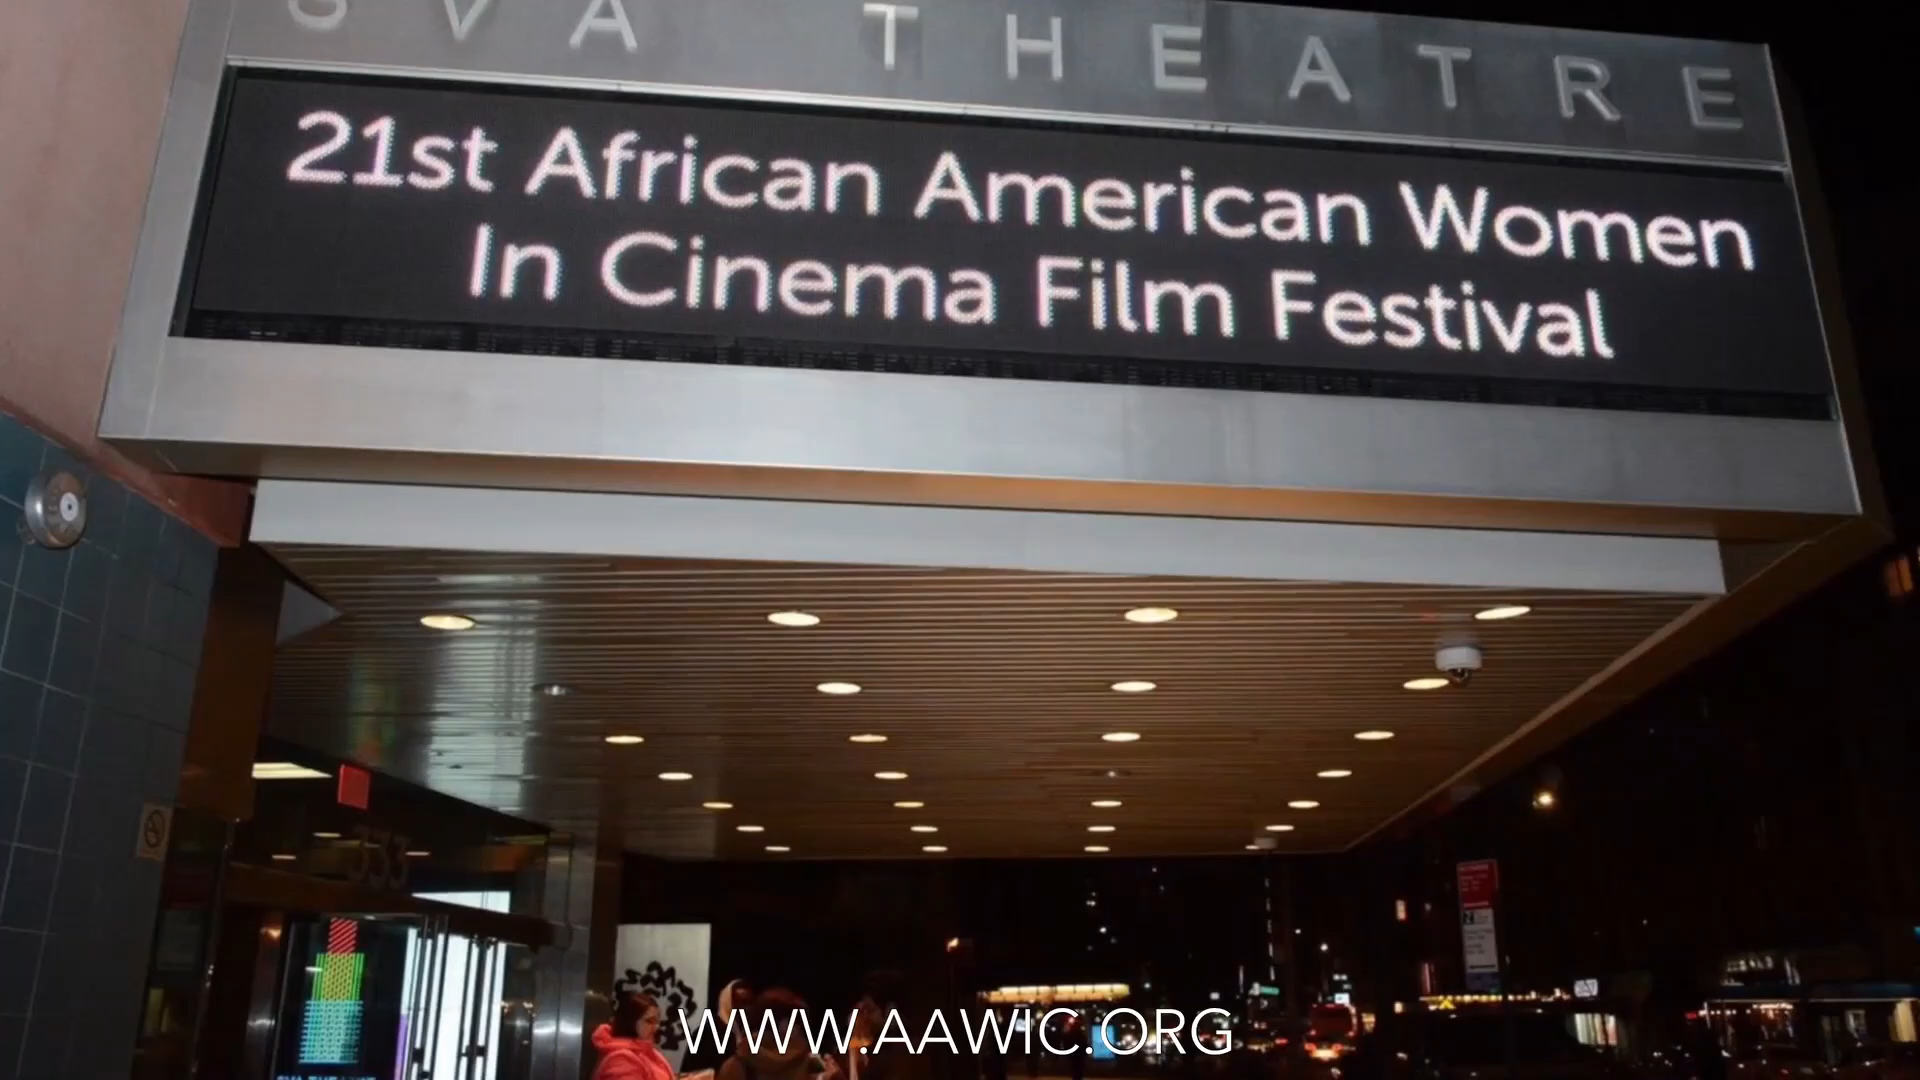 SVA THEATRE
21st African American Women
In Cinema Film Festival
333
WWW.AAWIC.ORG